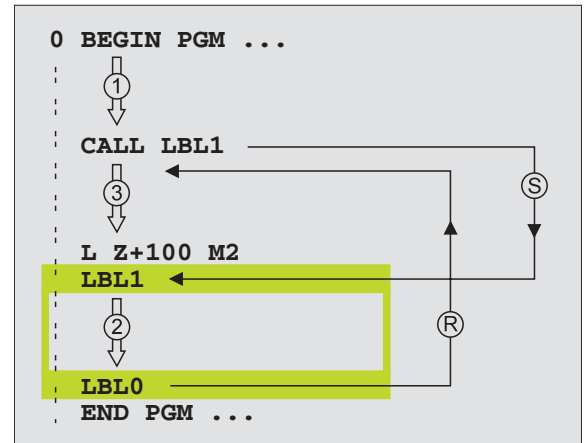 0 BEGIN PGM ...
1
CALL LBL1
S
3
L Z+100 M2
LBL1
2
R
LBL0
END PGM ...